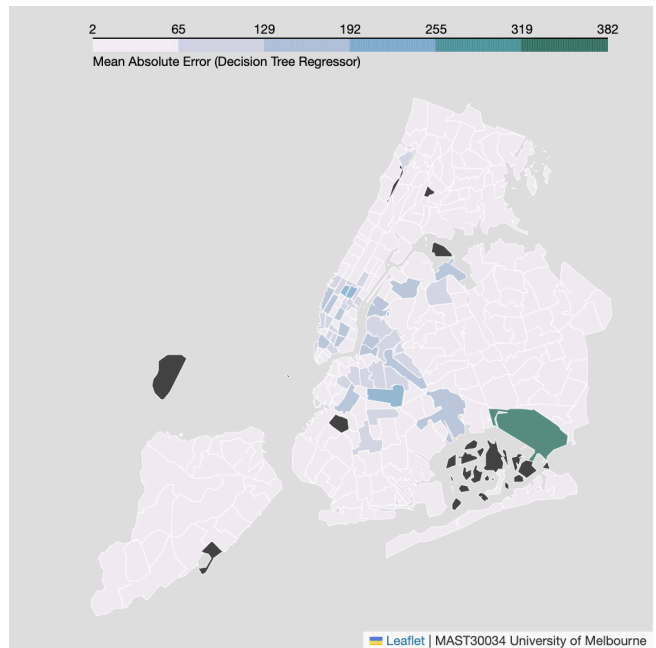 2 65 129 192 255 319 382
Mean Absolute Error (Decision Tree Regressor)
Leaflet | MAST30034 University of Melbourne